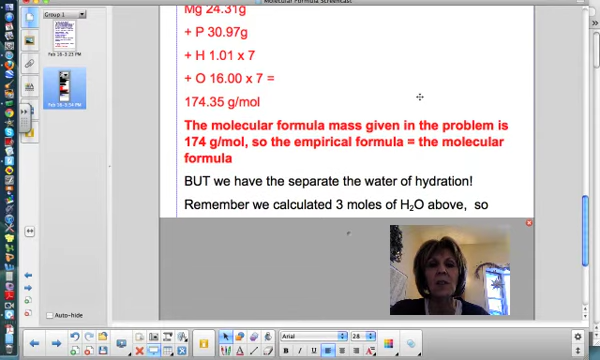 Molecular Formula Screencast
Group 1
Feb 16-3:25 PM
Feb 16-3:34 PM
Auto-hide
Mg 24.31g
+ P 30.97g
+ H 1.01 x 7
+ O 16.00 x 7 =
174.35 g/mol
The molecular formula mass given in the problem is
174 g/mol, so the empirical formula = the molecular
formula
BUT we have the separate the water of hydration!
Remember we calculated 3 moles of H₂O above, so
Arial
28
B I U